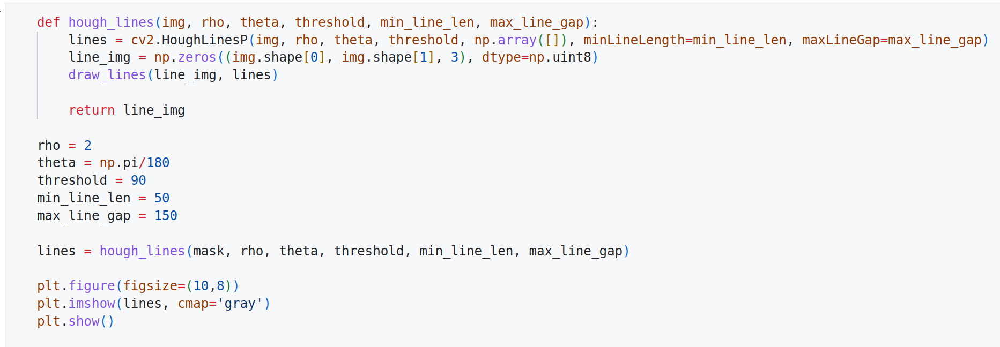 def hough_lines(img, rho, theta, threshold, min_line_len, max_line_gap):
    lines = cv2.HoughLinesP(img, rho, theta, threshold, np.array([]), minLineLength=min_line_len, maxLineGap=max_line_gap)
    line_img = np.zeros((img.shape[0], img.shape[1], 3), dtype=np.uint8)
    draw_lines(line_img, lines)

    return line_img

rho = 2
theta = np.pi/180
threshold = 90
min_line_len = 50
max_line_gap = 150

lines = hough_lines(mask, rho, theta, threshold, min_line_len, max_line_gap)

plt.figure(figsize=(10,8))
plt.imshow(lines, cmap='gray')
plt.show()